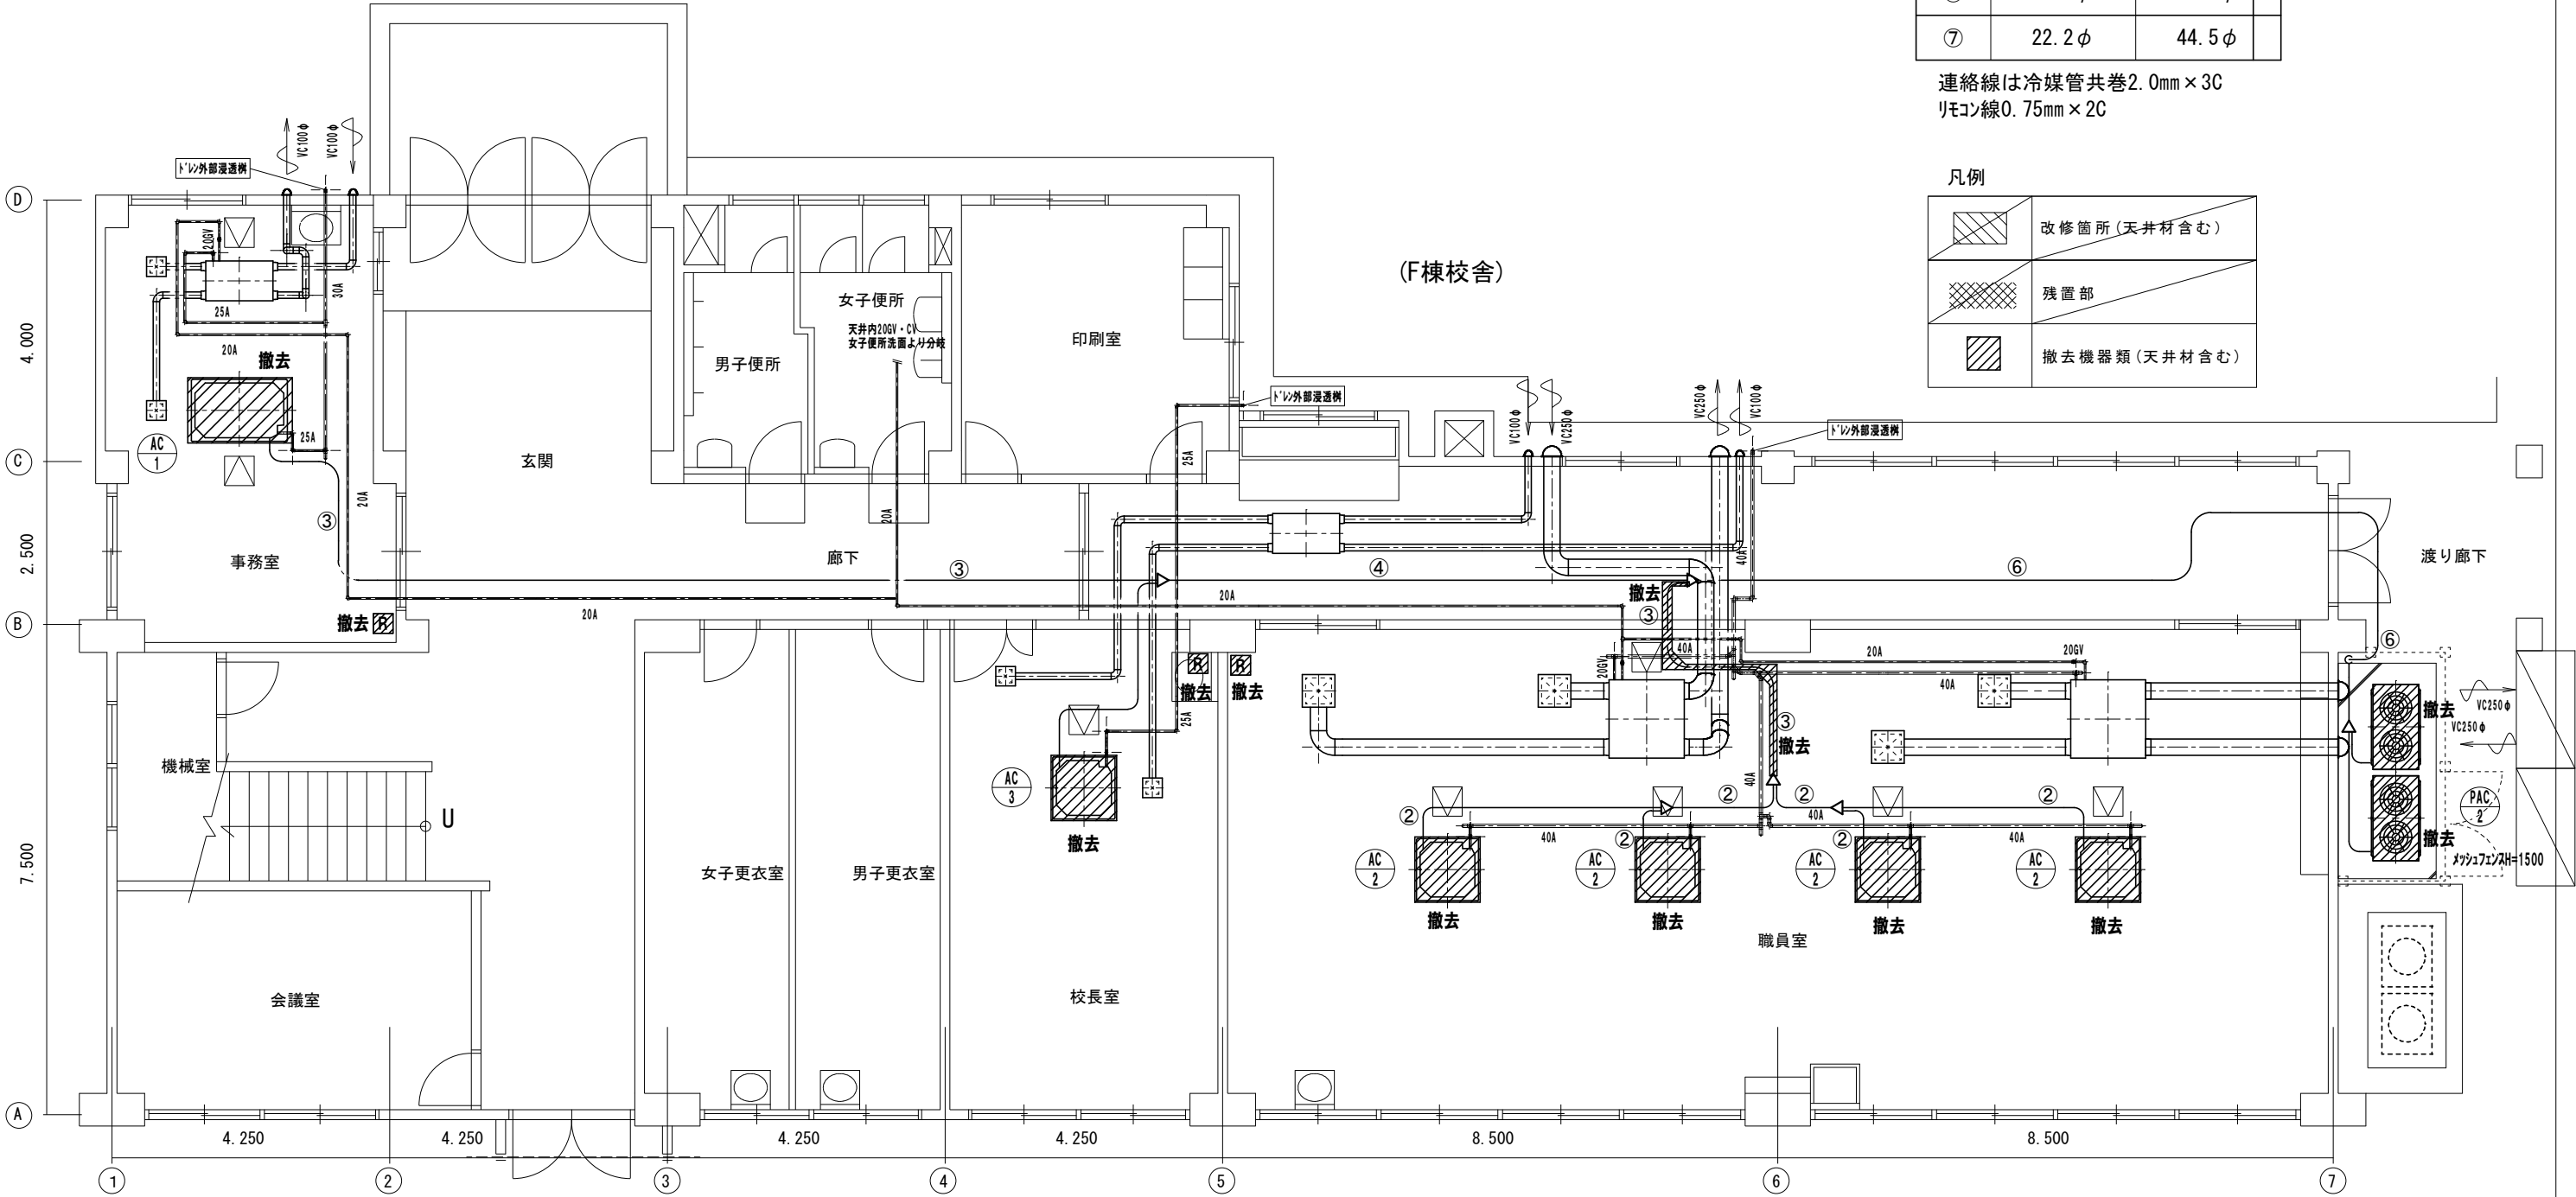 ⑦ 22.2φ 44.5φ
連絡線は冷媒管共巻2.0mm×3C
ﾘﾓｺﾝ線0.75mm×2C
凡例
改修箇所(天井材含む)
残置部
撤去機器類(天井材含む)
(F棟校舎)
VC100φ
VC100φ
ﾄﾞﾚﾝ外部浸透桝
D
20GV
30A
25A
20A
撤去
AC
1
25A
4.000
C
③
20A
事務室
2.500
撤去 R
B
玄関
男子便所
女子便所
天井内20GV・CV
女子便所洗面より分岐
印刷室
ﾄﾞﾚﾝ外部浸透桝
25A
20A
廊下
③
20A
④
20A
VC100φ
VC250φ
VC250φ
VC100φ
ﾄﾞﾚﾝ外部浸透桝
40A
撤去
③
⑥
渡り廊下
⑥
40A
20GV
20A
20GV
40A
R
撤去
R
撤去
25A
③
撤去
40A
撤去
VC250φ
VC250φ
撤去
PAC
2
メッシュフェンスH=1500
機械室
U
AC
3
撤去
②
②
②
②
②
②
40A
40A
40A
AC
2
撤去
AC
2
撤去
AC
2
撤去
AC
2
撤去
7.500
女子更衣室
男子更衣室
職員室
会議室
校長室
A
4.250
4.250
4.250
4.250
8.500
8.500
1
2
3
4
5
6
7